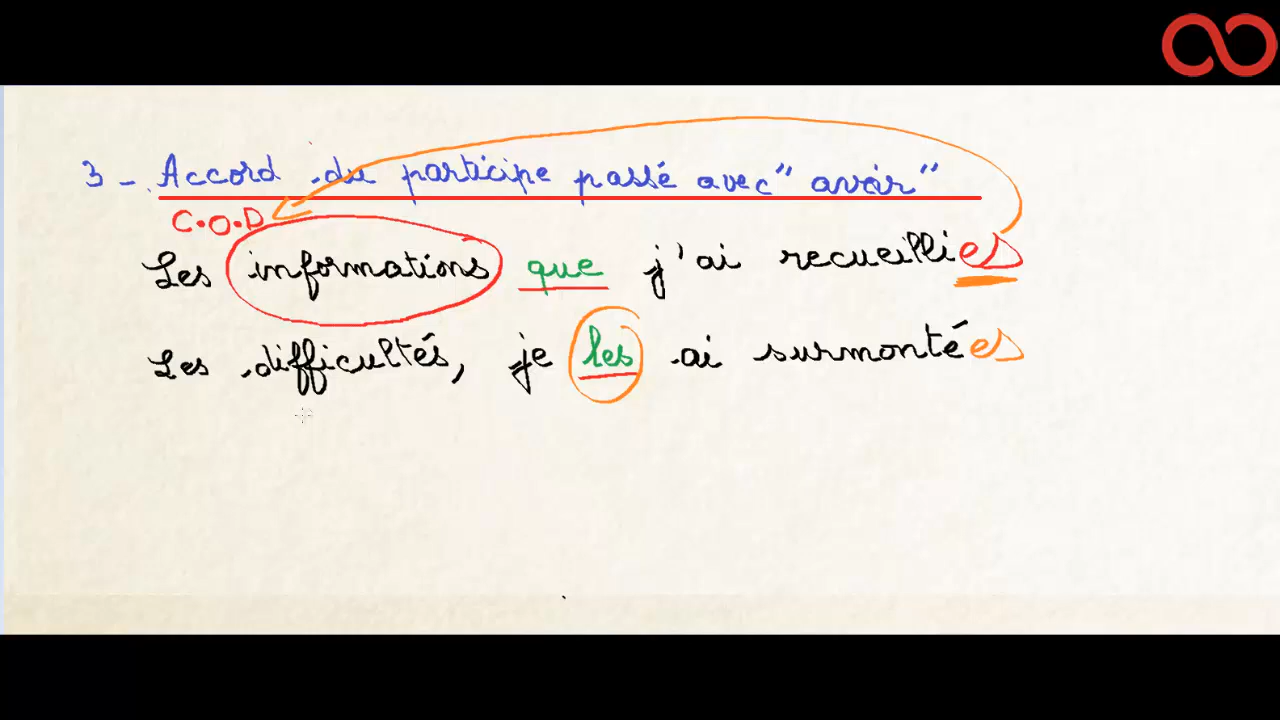 3 - Accord du participe passé avec "avoir"
C.O.D
Les informations que j'ai recueillies
Les difficultés, je les ai surmontées